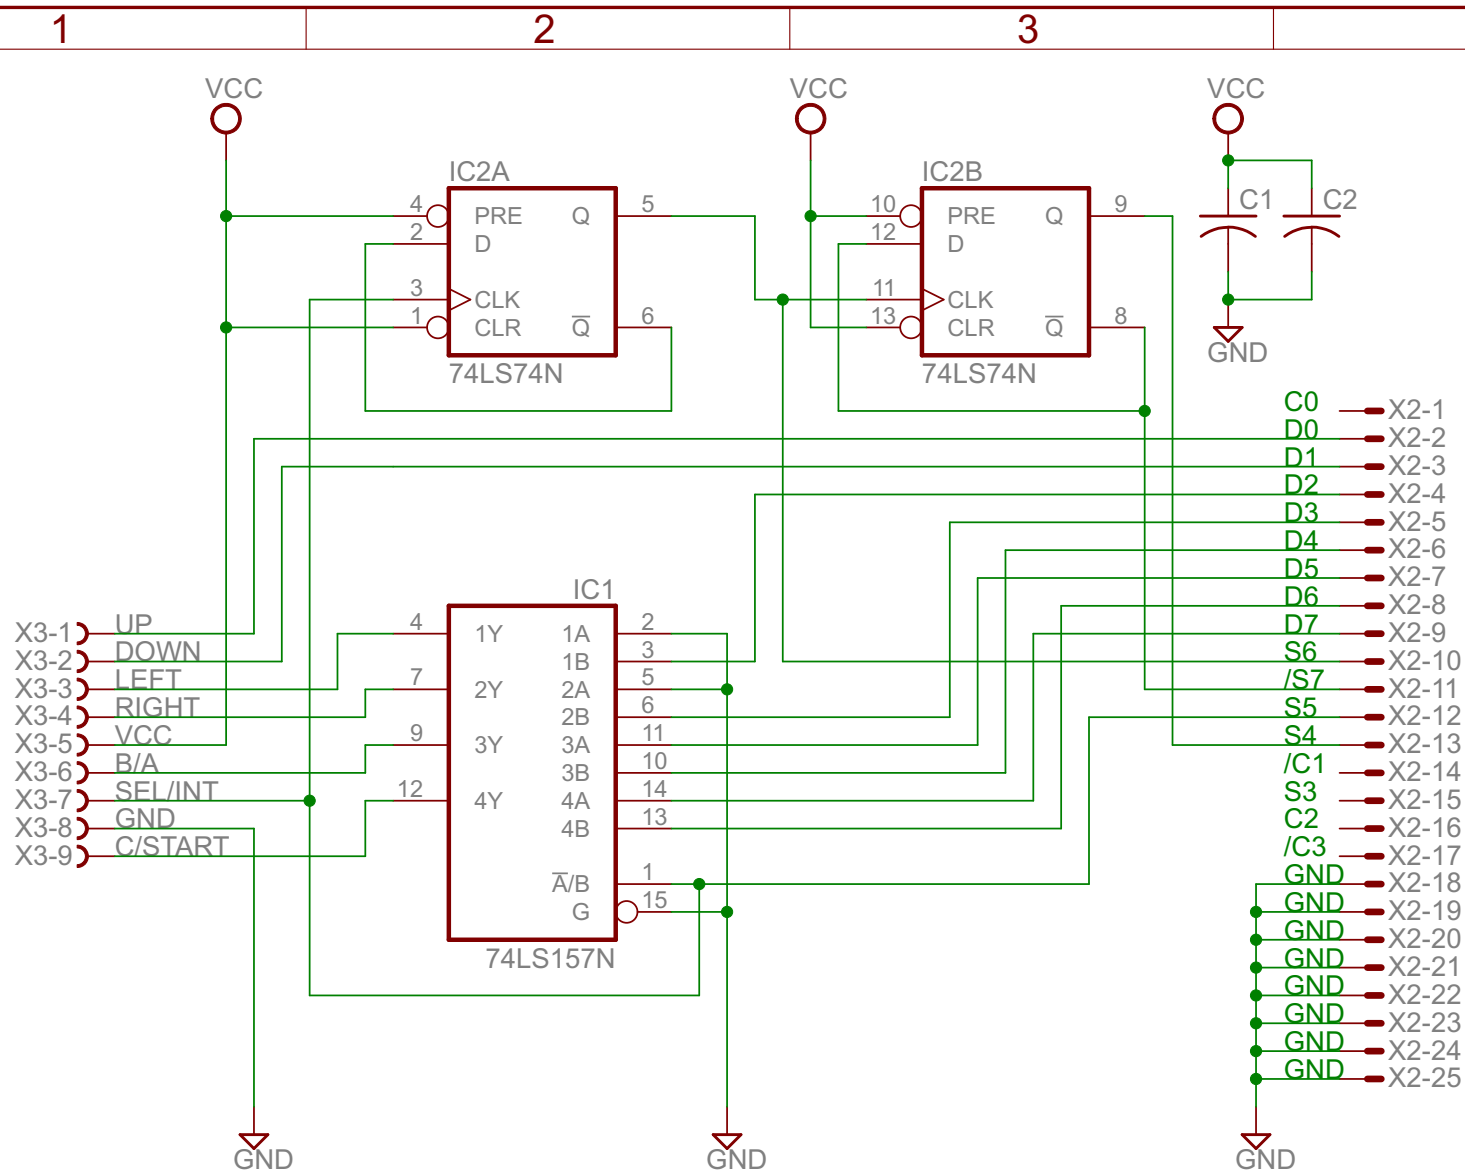 1 2 3
VCC VCC VCC
IC2A IC2B
4 PRE Q 5 10 PRE Q 9 C1 C2
2 D 12 D
3 CLK 11 CLK
1 CLR Q̅ 6 13 CLR Q̅ 8
GND
74LS74N 74LS74N
C0 X2-1
D0 X2-2
D1 X2-3
D2 X2-4
D3 X2-5
D4 X2-6
D5 X2-7
IC1 D6 X2-8
X3-1 UP 4 1Y 1A 2 D7 X2-9
X3-2 DOWN 1B 3 S6 X2-10
X3-3 LEFT 7 2Y 2A 5 /S7 X2-11
X3-4 RIGHT 2B 6 S5 X2-12
X3-5 VCC 9 3Y 3A 11 S4 X2-13
X3-6 B/A 3B 10 /C1 X2-14
X3-7 SEL/INT 12 4Y 4A 14 S3 X2-15
X3-8 GND 4B 13 C2 X2-16
X3-9 C/START /C3 X2-17
A̅/B 1 GND X2-18
G 15 GND X2-19
74LS157N GND X2-20
GND X2-21
GND X2-22
GND X2-23
GND X2-24
GND X2-25
GND GND GND